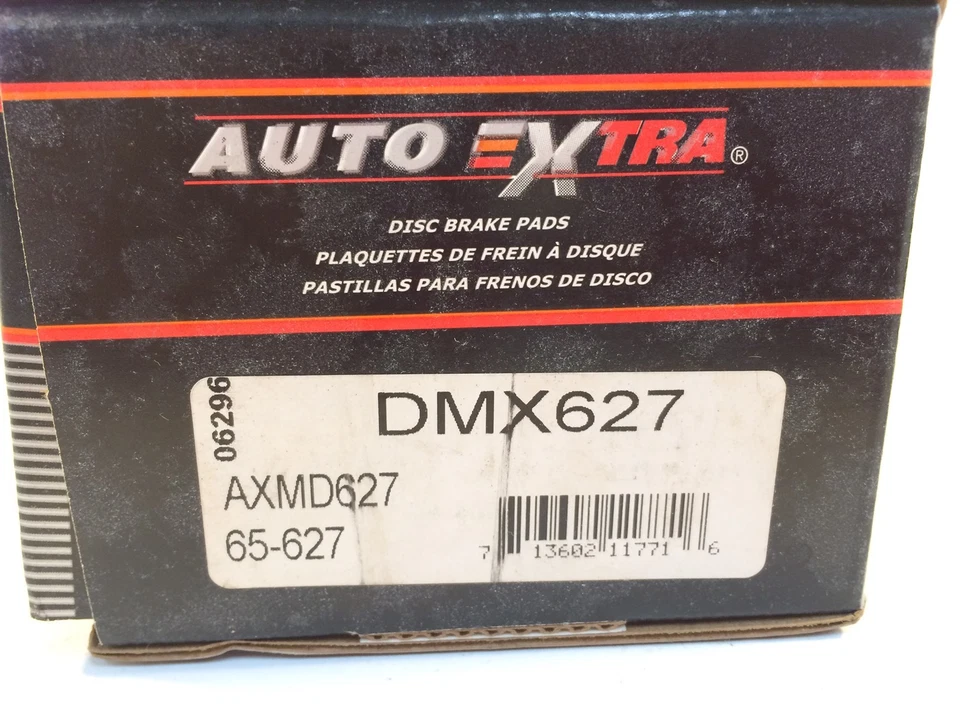 AUTO EXTRA®
DISC BRAKE PADS
PLAQUETTES DE FREIN À DISQUE
PASTILLAS PARA FRENOS DE DISCO
06296
DMX627
AXMD627
65-627
7 13602 11771 6